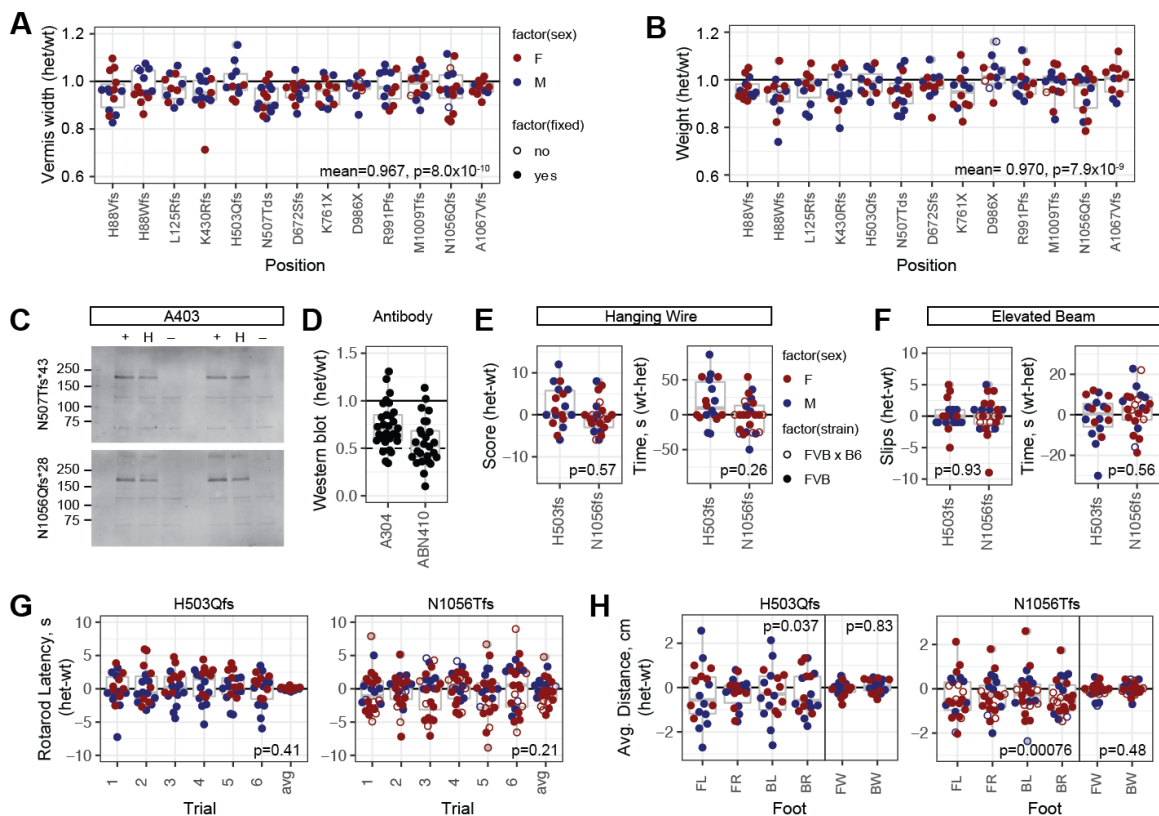 A
Vermis width (het/wt)
1.2
1.0
0.8
0.6
mean=0.967, p=8.0x10-10
H88Vfs
H88Wfs
L125Rfs
K430Rfs
H503Qfs
N507Tds
D672Sfs
K761X
D986X
R991Pfs
M1009Tfs
N1056Qfs
A1067Vfs
Position
factor(sex)
F
M
factor(fixed)
no
yes
B
Weight (het/wt)
1.2
1.0
0.8
0.6
mean= 0.970, p=7.9x10-9
H88Vfs
H88Wfs
L125Rfs
K430Rfs
H503Qfs
N507Tds
D672Sfs
K761X
D986X
R991Pfs
M1009Tfs
N1056Qfs
A1067Vfs
Position
C
A403
+ H – + H –
N507Tfs*43
250
150
100
75
N1056Qfs*28
250
150
100
75
D
Antibody
Western blot (het/wt)
1.5
1.0
0.5
0.0
A304
ABN410
E
Hanging Wire
Score (het-wt)
10
0
−10
p=0.57
H503fs
N1056fs
Time, s (wt-het)
100
50
0
−50
p=0.26
H503fs
N1056fs
factor(sex)
F
M
factor(strain)
FVB x B6
FVB
F
Elevated Beam
Slips (het-wt)
10
5
0
−5
−10
p=0.93
H503fs
N1056fs
Time, s (wt-het)
20
0
−20
p=0.56
H503fs
N1056fs
G
H503Qfs
Rotarod Latency, s
(het-wt)
10
5
0
−5
−10
p=0.41
1
2
3
4
5
6
avg
Trial
N1056Tfs
10
5
0
−5
−10
p=0.21
1
2
3
4
5
6
avg
Trial
H
H503Qfs
Avg. Distance, cm
(het-wt)
2
0
−2
p=0.037
p=0.83
FL
FR
BL
BR
FW
BW
Foot
N1056Tfs
2
0
−2
p=0.00076
p=0.48
FL
FR
BL
BR
FW
BW
Foot